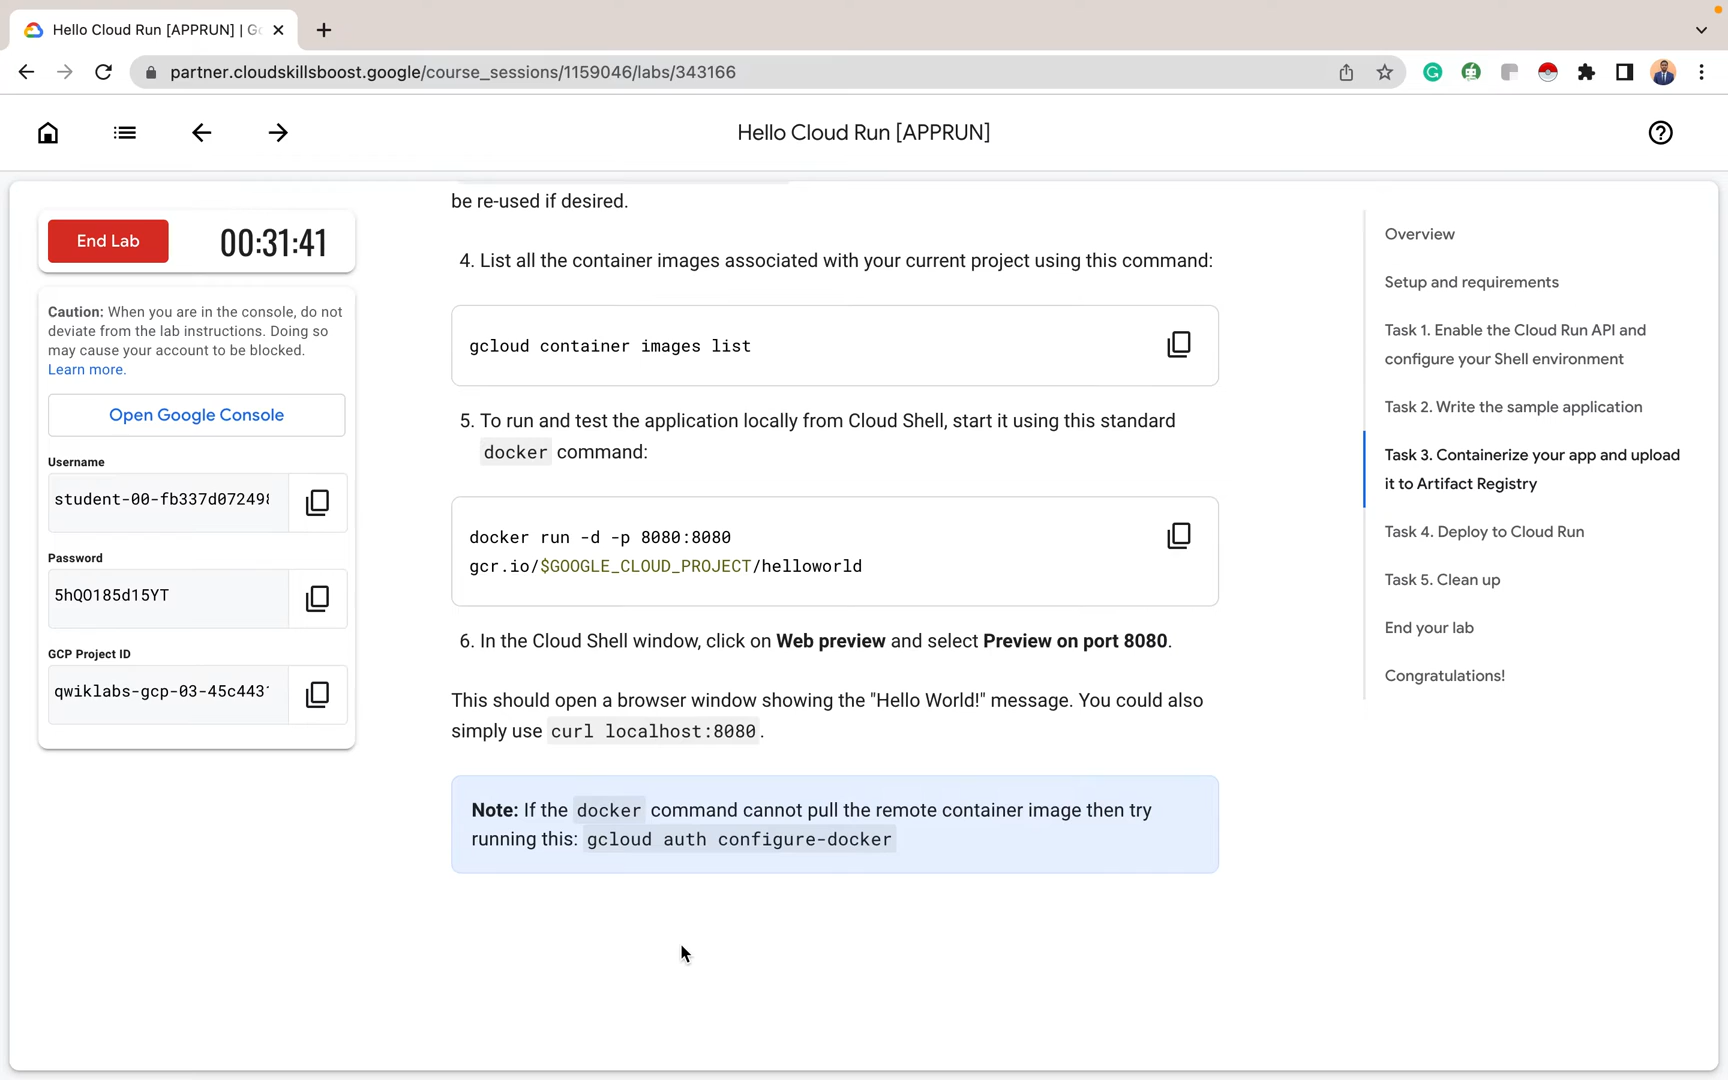 Hello Cloud Run [APPRUN] | Go
partner.cloudskillsboost.google/course_sessions/1159046/labs/343166
Hello Cloud Run [APPRUN]
End Lab
00:31:41
Caution: When you are in the console, do not
deviate from the lab instructions. Doing so
may cause your account to be blocked.
Learn more.
Open Google Console
Username
student-00-fb337d072498
Password
5hQO185d15YT
GCP Project ID
qwiklabs-gcp-03-45c4431
be re-used if desired.
4. List all the container images associated with your current project using this command:
gcloud container images list
5. To run and test the application locally from Cloud Shell, start it using this standard
docker command:
docker run -d -p 8080:8080
gcr.io/$GOOGLE_CLOUD_PROJECT/helloworld
6. In the Cloud Shell window, click on Web preview and select Preview on port 8080.
This should open a browser window showing the "Hello World!" message. You could also
simply use curl localhost:8080.
Note: If the docker command cannot pull the remote container image then try
running this: gcloud auth configure-docker
Overview
Setup and requirements
Task 1. Enable the Cloud Run API and
configure your Shell environment
Task 2. Write the sample application
Task 3. Containerize your app and upload
it to Artifact Registry
Task 4. Deploy to Cloud Run
Task 5. Clean up
End your lab
Congratulations!